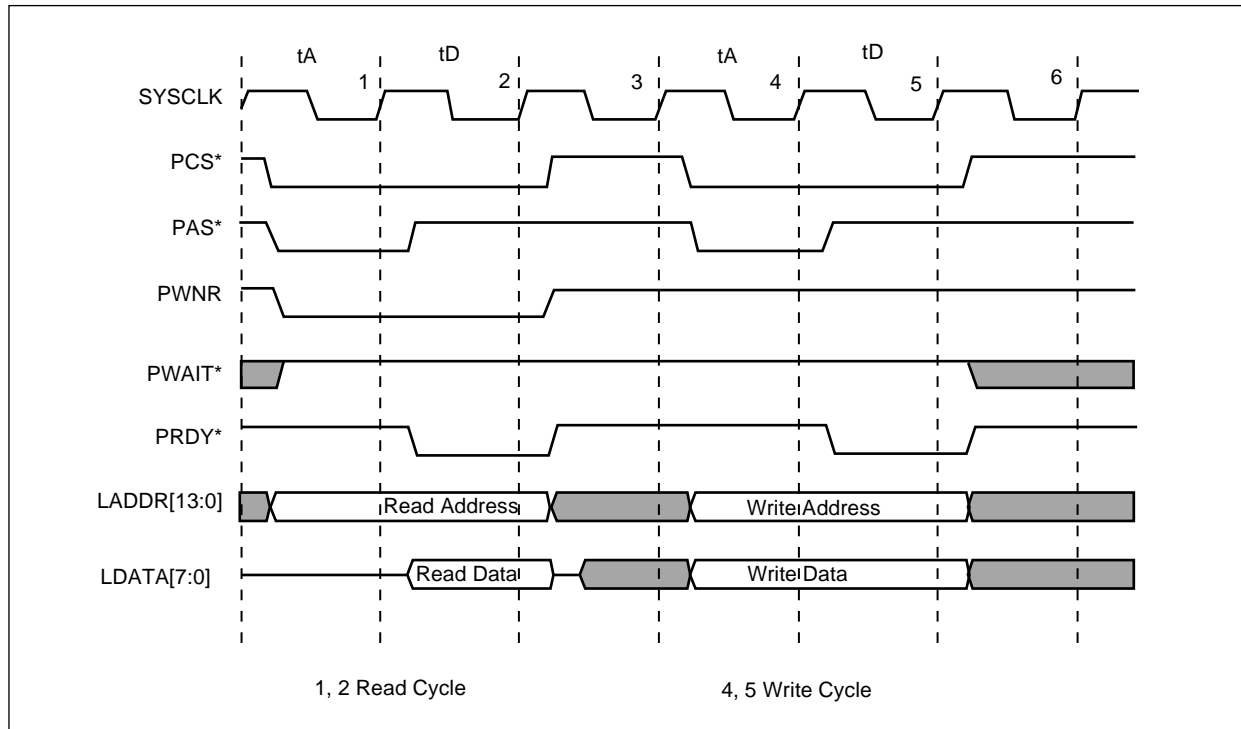 tA tD tA tD
1 2 3 4 5 6
SYSCLK
PCS*
PAS*
PWNR
PWAIT*
PRDY*
LADDR[13:0] Read Address Write Address
LDATA[7:0] Read Data Write Data
1, 2 Read Cycle 4, 5 Write Cycle